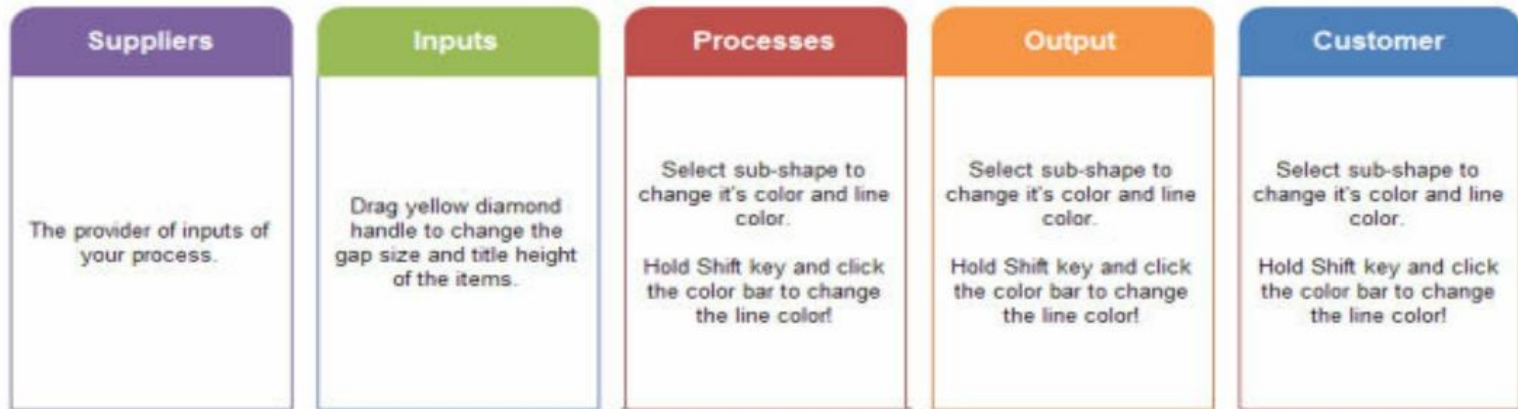 Suppliers
The provider of inputs of
your process.
Inputs
Drag yellow diamond
handle to change the
gap size and title height
of the items.
Processes
Select sub-shape to
change it's color and line
color.
Hold Shift key and click
the color bar to change
the line color!
Output
Select sub-shape to
change it's color and line
color.
Hold Shift key and click
the color bar to change
the line color!
Customer
Select sub-shape to
change it's color and line
color.
Hold Shift key and click
the color bar to change
the line color!